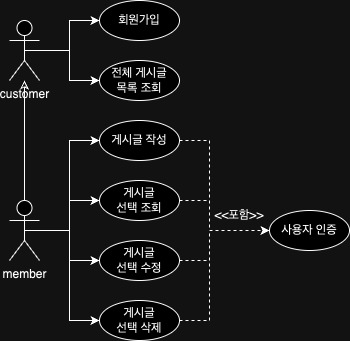 회원가입
전체 게시글
목록 조회
customer
게시글 작성
게시글
선택 조회
<<포함>>
사용자 인증
게시글
선택 수정
member
게시글
선택 삭제